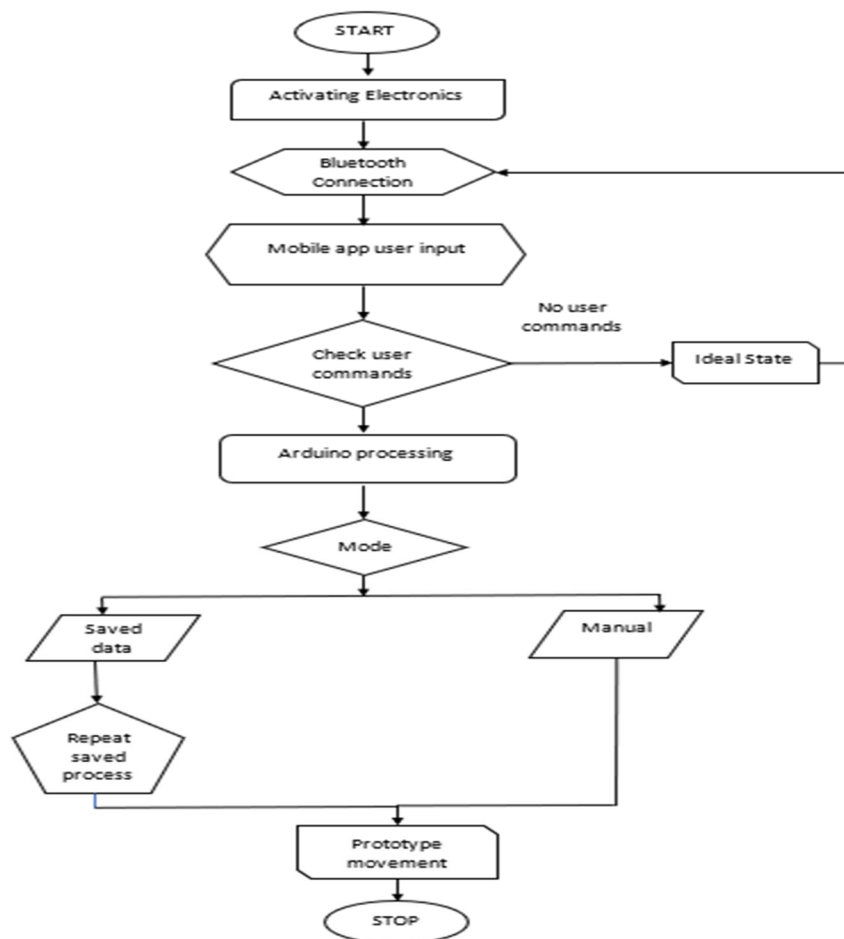 START
Activating Electronics
Bluetooth
Connection
Mobile app user input
No user
commands
Check user
commands
Ideal State
Arduino processing
Mode
Saved
data
Manual
Repeat
saved
process
Prototype
movement
STOP